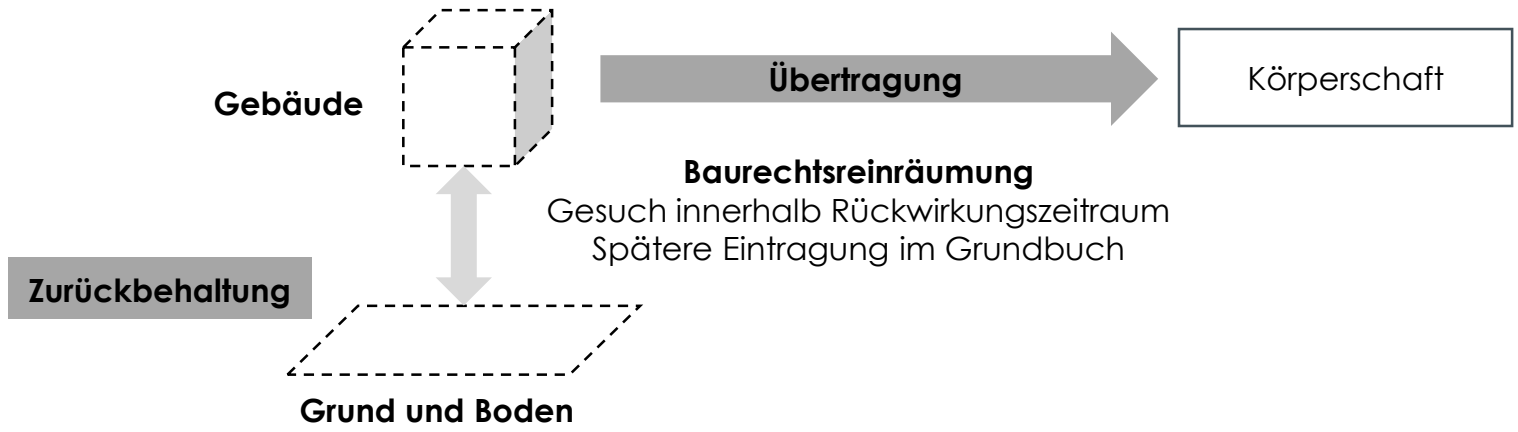 Übertragung
Körperschaft
Gebäude
Baurechtsreinräumung
Gesuch innerhalb Rückwirkungszeitraum
Spätere Eintragung im Grundbuch
Zurückbehaltung
Grund und Boden